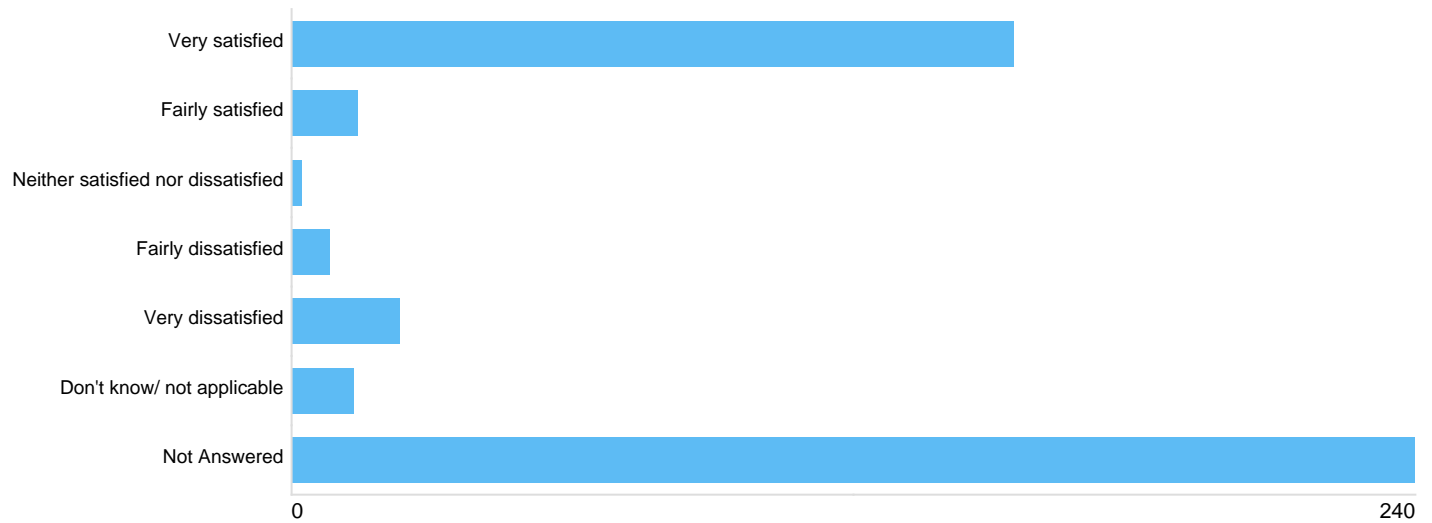 Very satisfied
Fairly satisfied
Neither satisfied nor dissatisfied
Fairly dissatisfied
Very dissatisfied
Don't know/ not applicable
Not Answered
0 240